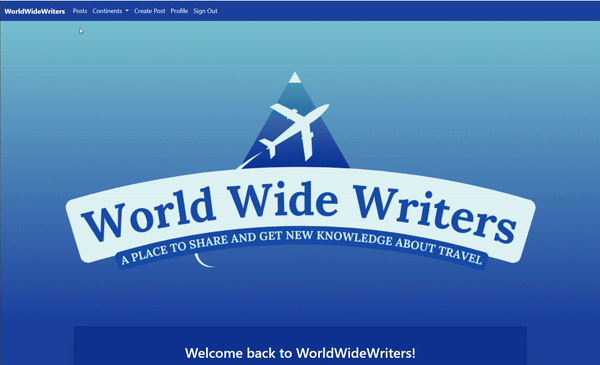 WorldWideWriters Posts Continents Create Post Profile Sign Out
World Wide Writers
A PLACE TO SHARE AND GET NEW KNOWLEDGE ABOUT TRAVEL
Welcome back to WorldWideWriters!